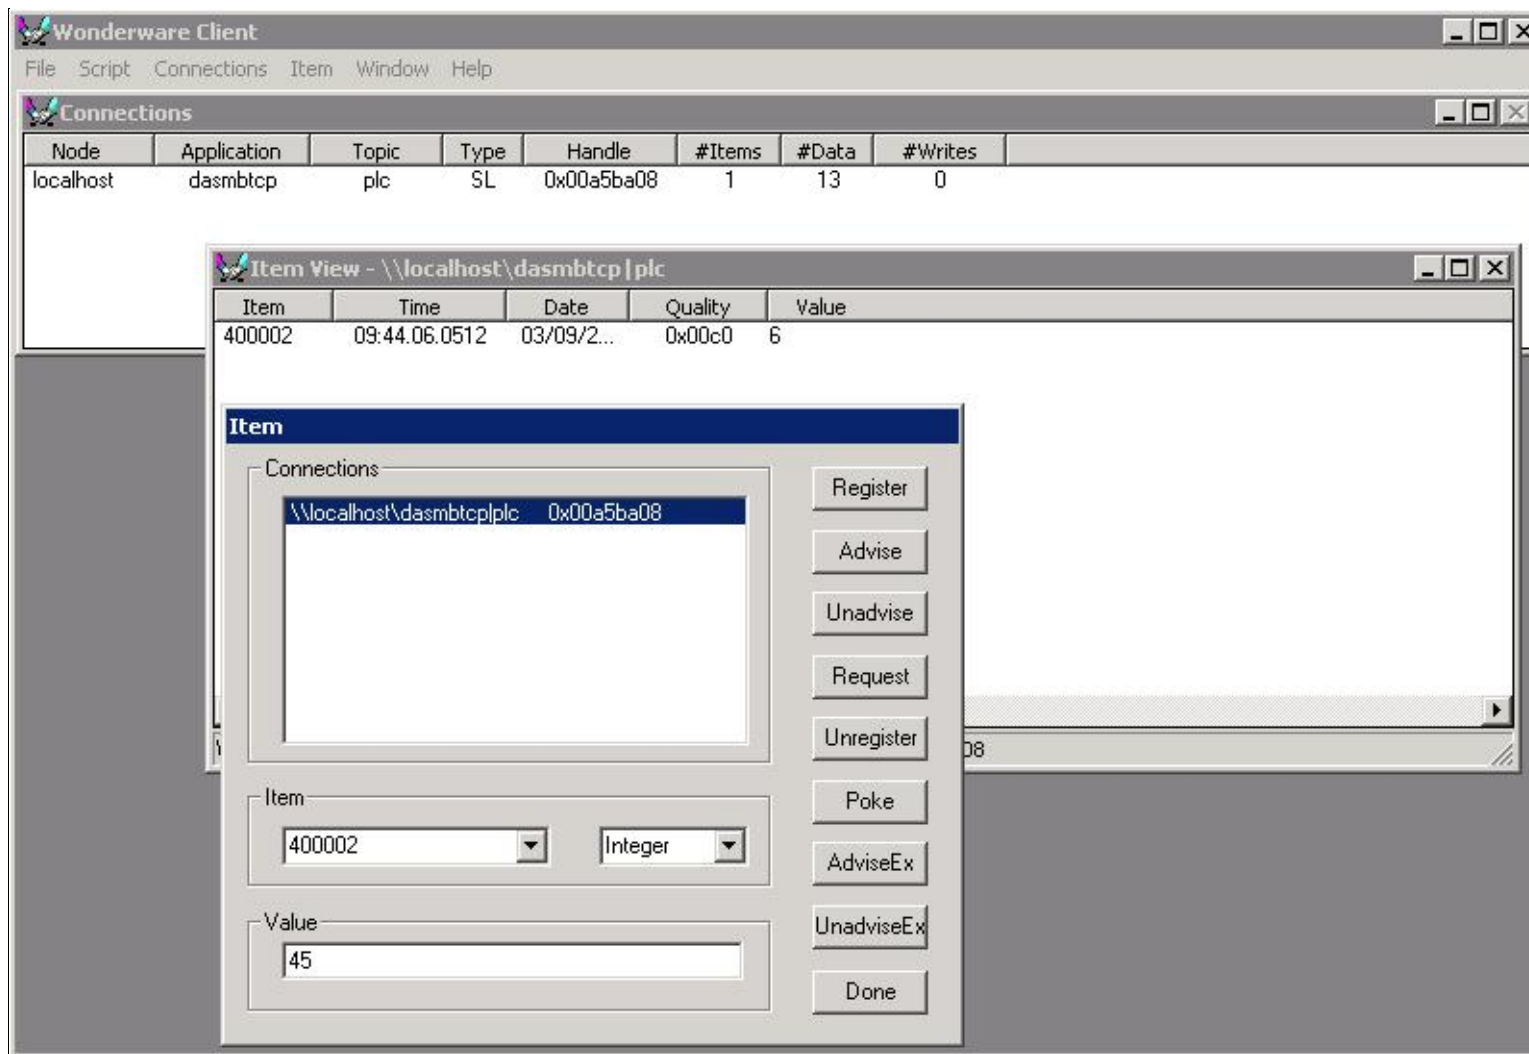 Wonderware Client
File Script Connections Item Window Help
Connections
Node Application Topic Type Handle #Items #Data #Writes
localhost dasmbtcp plc SL 0x00a5ba08 1 13 0
Item View - \\localhost\dasmbtcp|plc
Item Time Date Quality Value
400002 09:44.06.0512 03/09/2... 0x00c0 6
Item
Connections
\\localhost\dasmbtcp|plc 0x00a5ba08
Register
Advise
Unadvise
Request
Unregister
08
Item
400002 Integer
Poke
AdviseEx
Value
45
UnadviseEx
Done